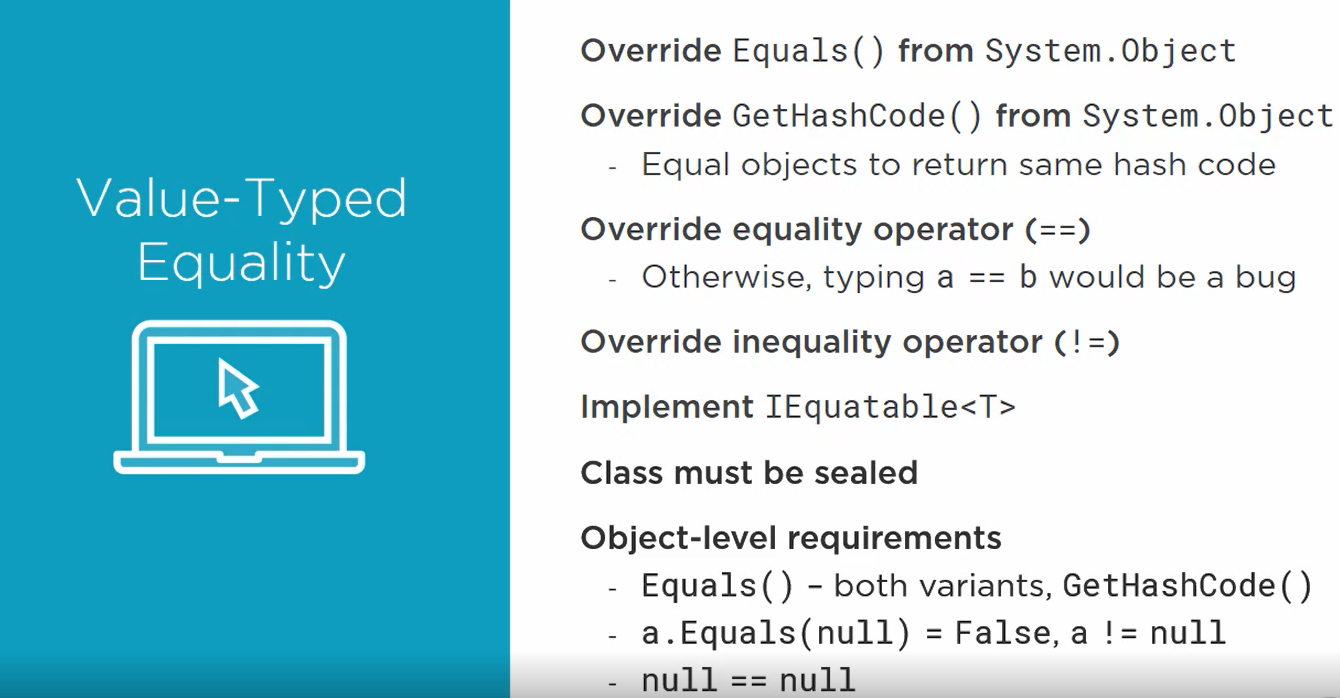 Value-Typed
Equality
Override Equals() from System.Object
Override GetHashCode() from System.Object
- Equal objects to return same hash code
Override equality operator (==)
- Otherwise, typing a == b would be a bug
Override inequality operator (!=)
Implement IEquatable<T>
Class must be sealed
Object-level requirements
- Equals() – both variants, GetHashCode()
- a.Equals(null) = False, a != null
- null == null